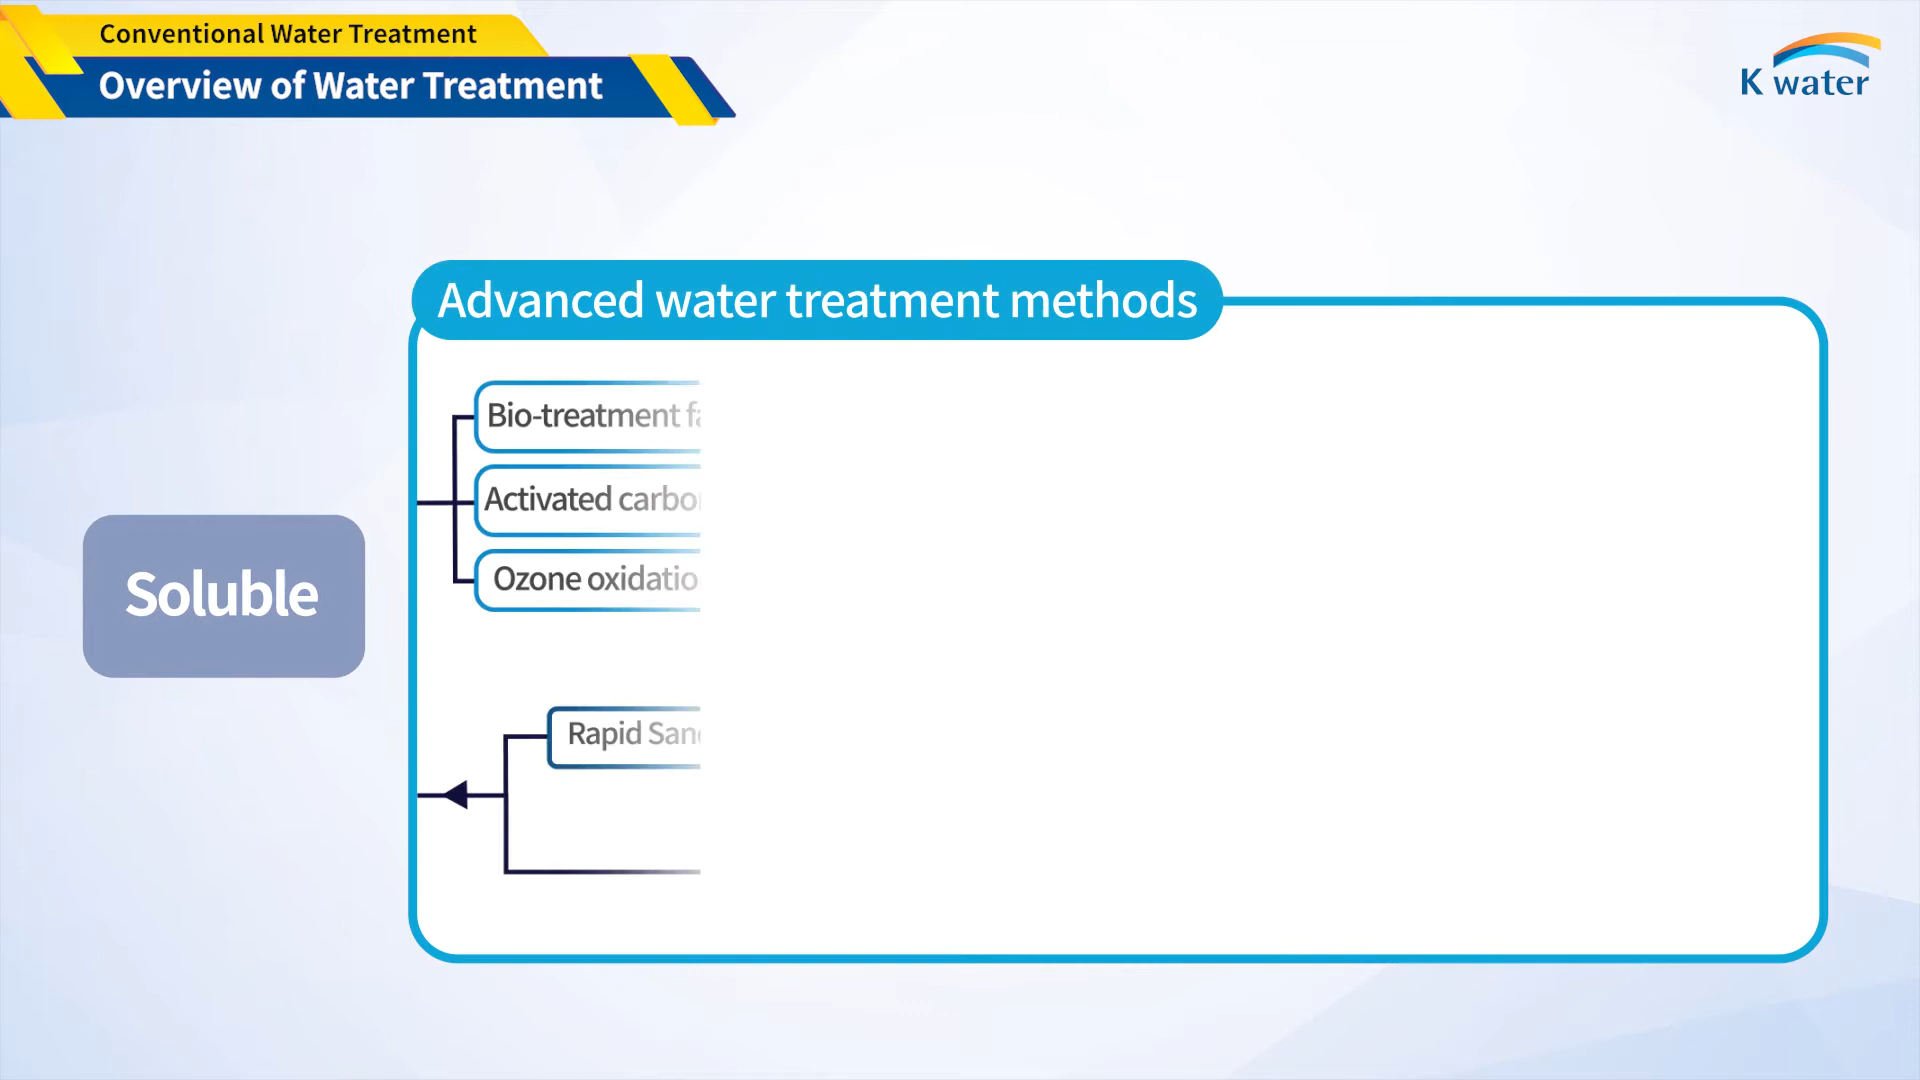 Conventional Water Treatment
Overview of Water Treatment
K water
Advanced water treatment methods
Bio-treatment
Activated
Soluble
Ozone
Rapid